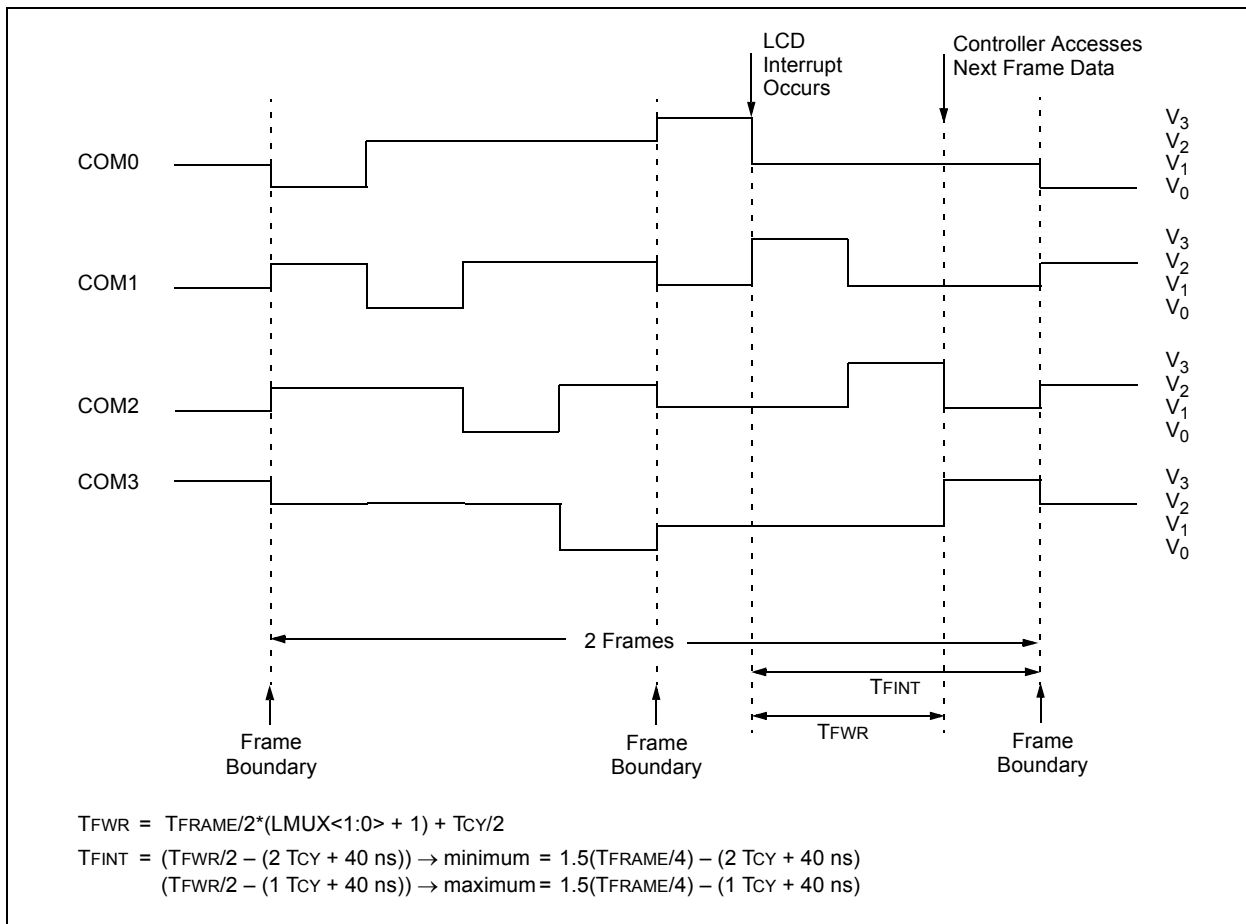 LCD
Interrupt
Occurs
Controller Accesses
Next Frame Data
COM0
V3
V2
V1
V0
COM1
V3
V2
V1
V0
COM2
V3
V2
V1
V0
COM3
V3
V2
V1
V0
2 Frames
TFINT
TFWR
Frame
Boundary
Frame
Boundary
Frame
Boundary
TFWR = TFRAME/2*(LMUX<1:0> + 1) + TCY/2
TFINT = (TFWR/2 – (2 TCY + 40 ns)) → minimum = 1.5(TFRAME/4) – (2 TCY + 40 ns)
(TFWR/2 – (1 TCY + 40 ns)) → maximum = 1.5(TFRAME/4) – (1 TCY + 40 ns)